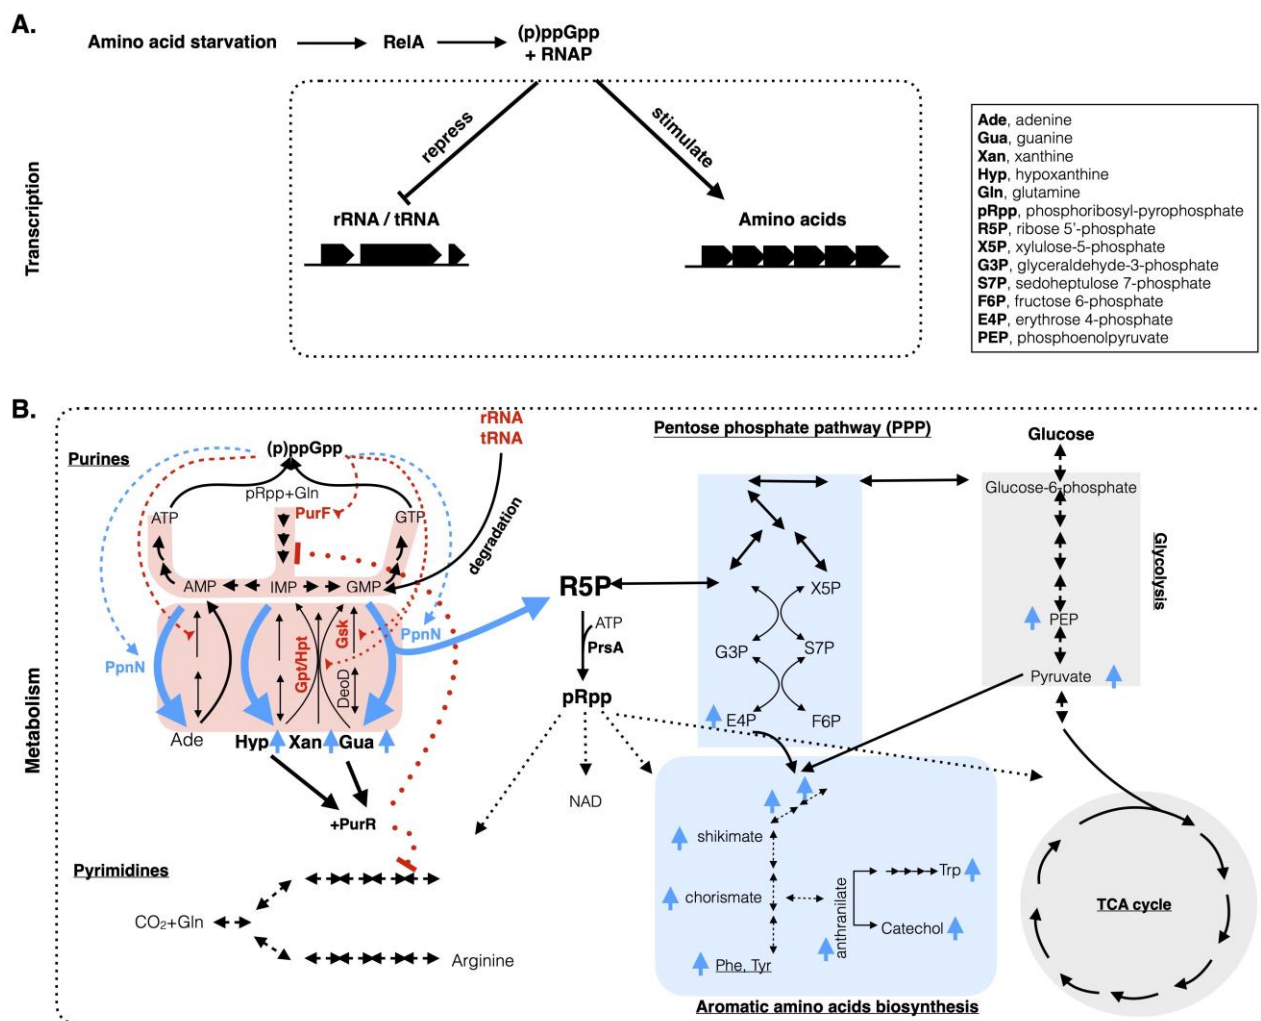 A.
Amino acid starvation
RelA
(p)ppGpp
+ RNAP
repress
stimulate
rRNA / tRNA
Amino acids
Transcription
Ade, adenine
Gua, guanine
Xan, xanthine
Hyp, hypoxanthine
Gln, glutamine
pRpp, phosphoribosyl-pyrophosphate
R5P, ribose 5'-phosphate
X5P, xylulose-5-phosphate
G3P, glyceraldehyde-3-phosphate
S7P, sedoheptulose 7-phosphate
F6P, fructose 6-phosphate
E4P, erythrose 4-phosphate
PEP, phosphoenolpyruvate
B.
Metabolism
Purines
(p)ppGpp
rRNA
tRNA
degradation
pRpp+Gln
PurF
ATP
GTP
AMP
IMP
GMP
PpnN
PpnN
Gpt/Hpt
Gsk
DeoD
Ade
Hyp
Xan
Gua
+PurR
Pyrimidines
CO2+Gln
Arginine
R5P
ATP
PrsA
pRpp
NAD
Pentose phosphate pathway (PPP)
X5P
G3P
S7P
E4P
F6P
Glucose
Glucose-6-phosphate
Glycolysis
PEP
Pyruvate
shikimate
chorismate
Phe, Tyr
anthranilate
Trp
Catechol
Aromatic amino acids biosynthesis
TCA cycle